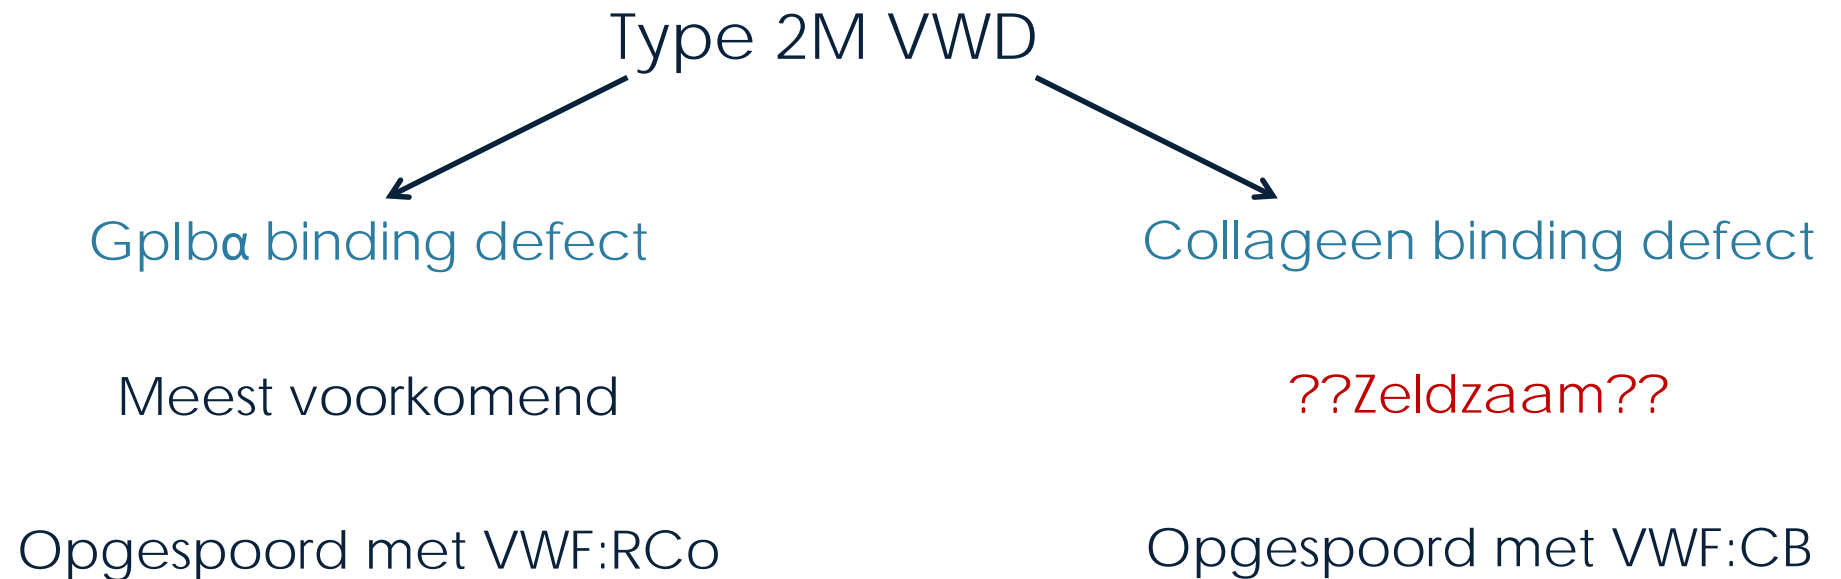 Type 2M VWD
GpIbα binding defect
Collageen binding defect
Meest voorkomend
??Zeldzaam??
Opgespoord met VWF:RCo
Opgespoord met VWF:CB